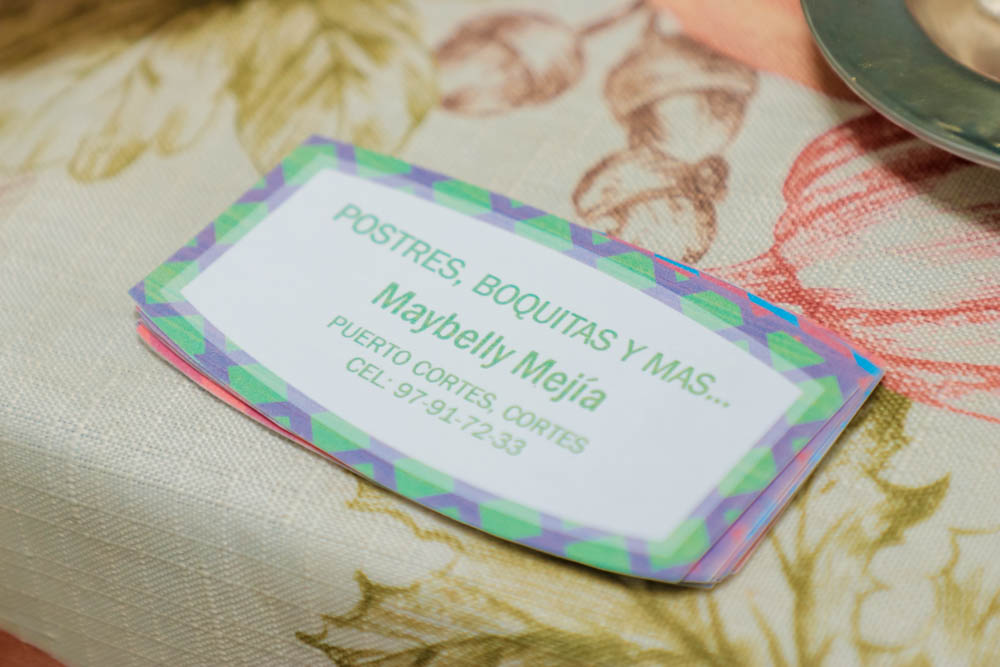 POSTRES, BOQUITAS Y MAS...
Maybelly Mejía
PUERTO CORTES, CORTES
CEL: 97-91-72-33